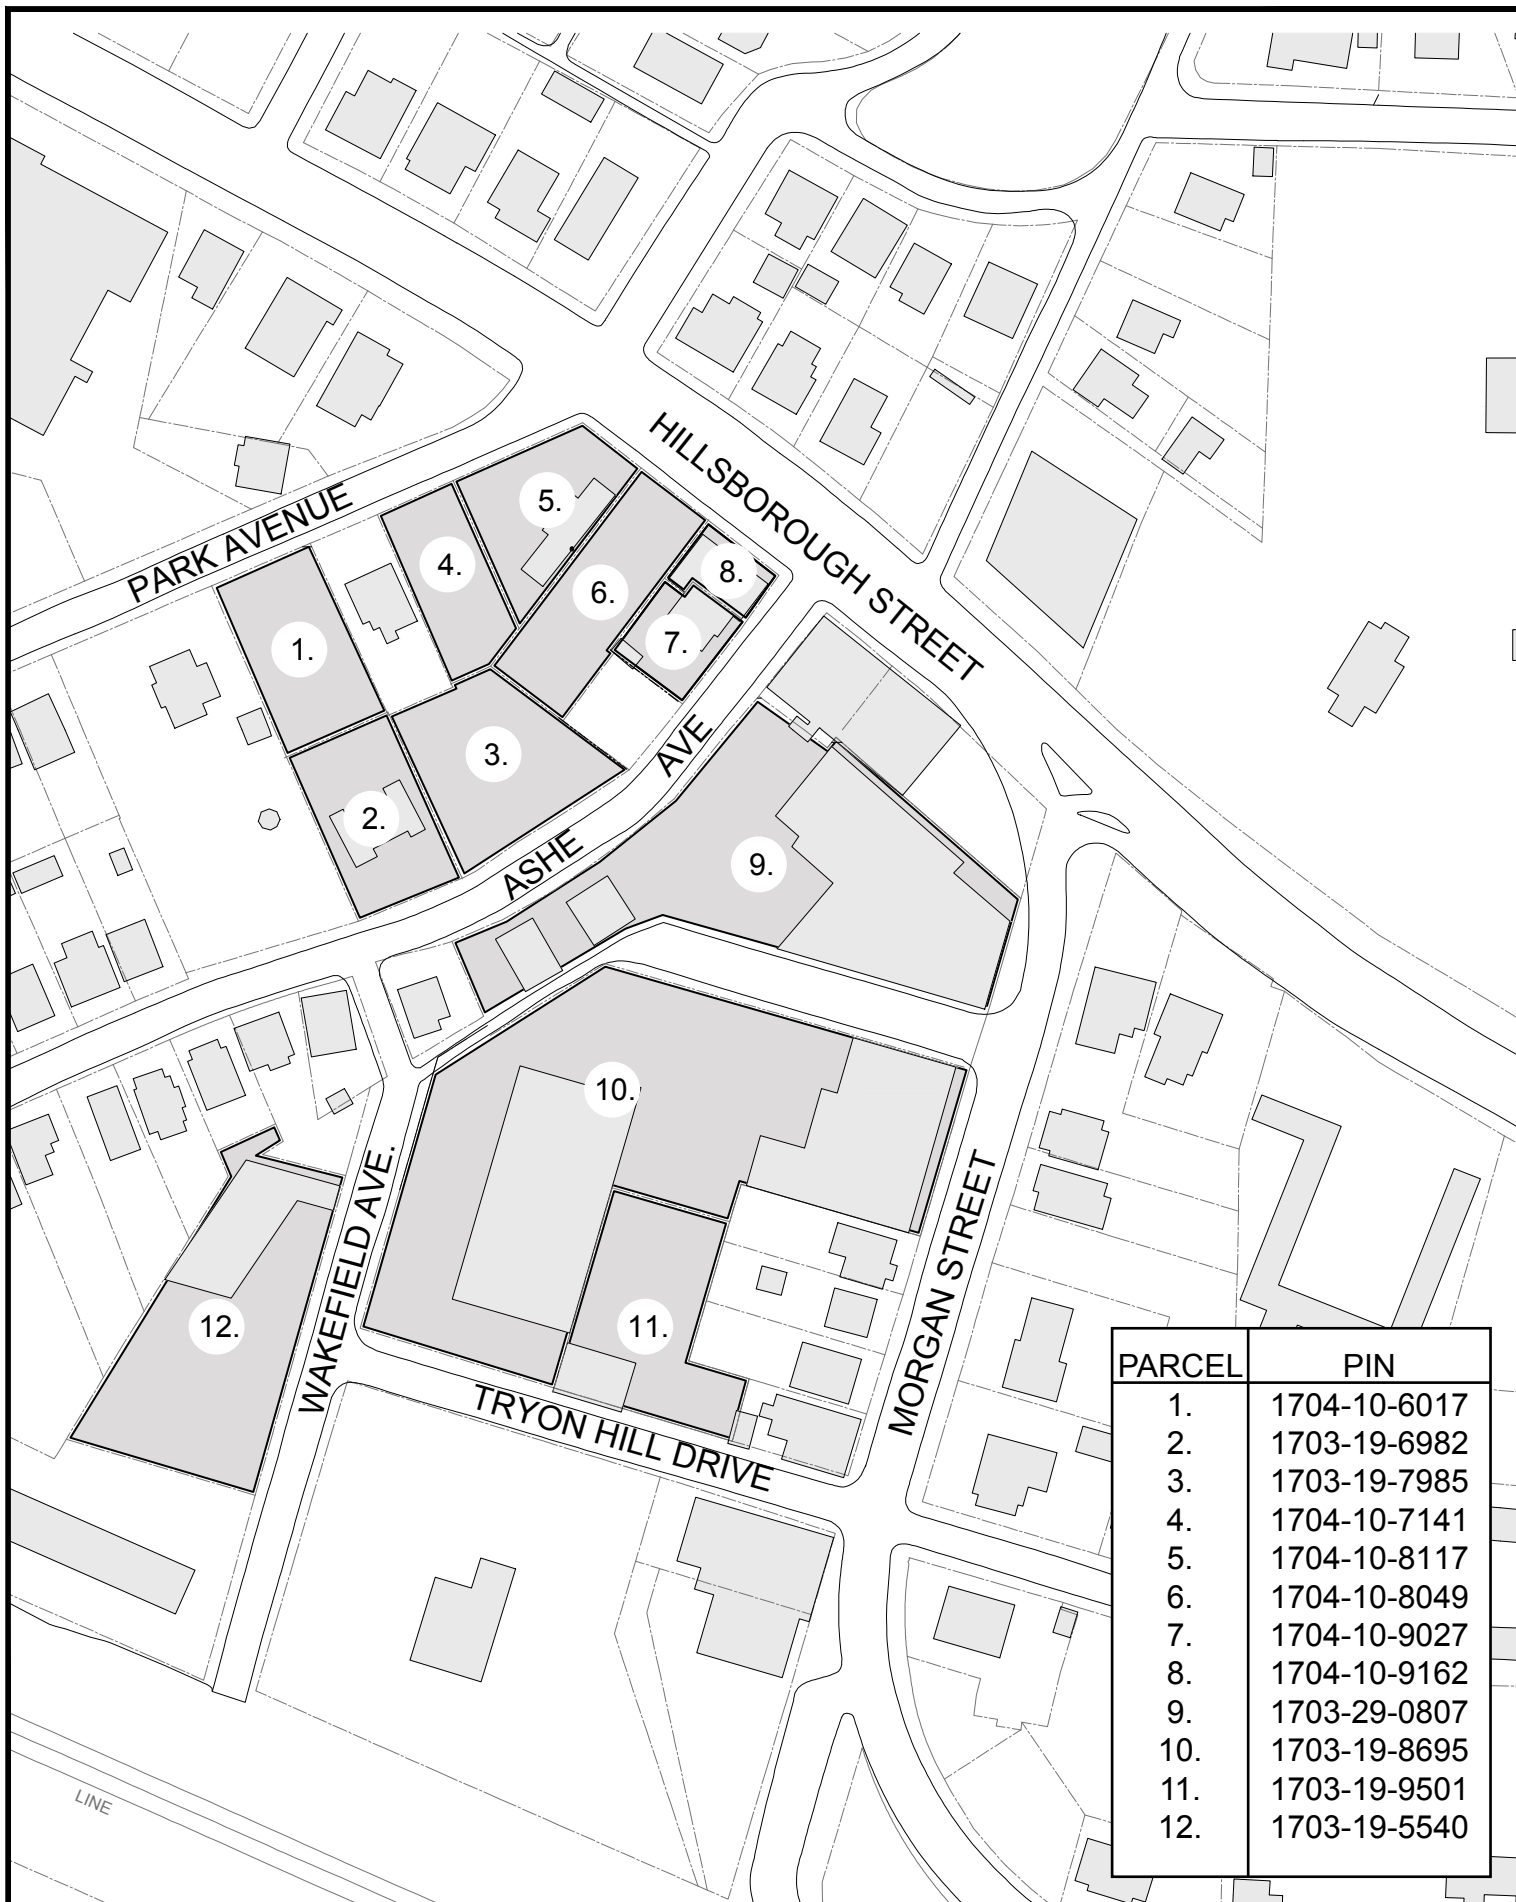 HILLSBOROUGH STREET
PARK AVENUE
5.
4.
8.
6.
7.
1.
AVE
3.
2.
ASHE
9.
10.
WAKEFIELD AVE.
MORGAN STREET
12.
11.
TRYON HILL DRIVE
LINE
PARCEL PIN
1. 1704-10-6017
2. 1703-19-6982
3. 1703-19-7985
4. 1704-10-7141
5. 1704-10-8117
6. 1704-10-8049
7. 1704-10-9027
8. 1704-10-9162
9. 1703-29-0807
10. 1703-19-8695
11. 1703-19-9501
12. 1703-19-5540